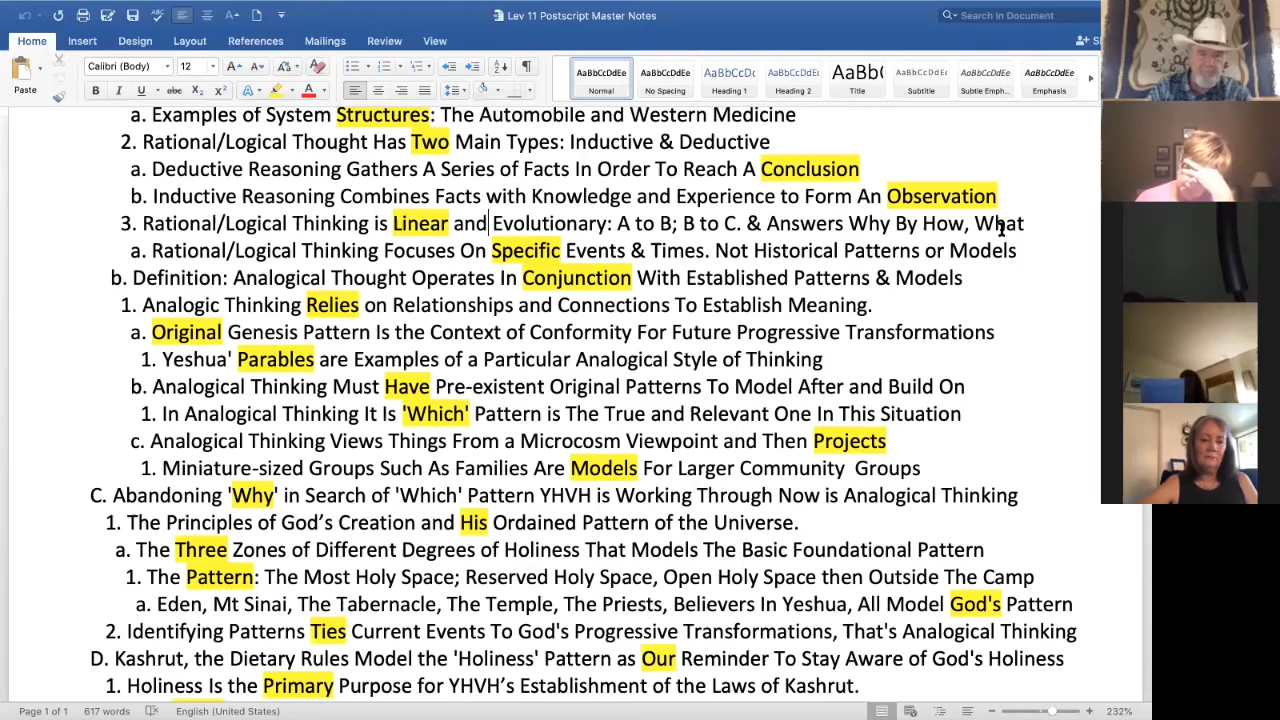 Lev 11 Postscript Master Notes
Search in Document
Home Insert Design Layout References Mailings Review View
Paste
Calibri (Body) 12
AaBbCcDdEe AaBbCcDdEe AaBbCcDc AaBbCcDdEe AaBb( AaBbCcDdEe AaBbCcDdEe AaBbCcDdEe
Normal No Spacing Heading 1 Heading 2 Title Subtitle Subtle Emph... Emphasis
a. Examples of System Structures: The Automobile and Western Medicine
2. Rational/Logical Thought Has Two Main Types: Inductive & Deductive
a. Deductive Reasoning Gathers A Series of Facts In Order To Reach A Conclusion
b. Inductive Reasoning Combines Facts with Knowledge and Experience to Form An Observation
3. Rational/Logical Thinking is Linear and Evolutionary: A to B; B to C. & Answers Why By How, What
a. Rational/Logical Thinking Focuses On Specific Events & Times. Not Historical Patterns or Models
b. Definition: Analogical Thought Operates In Conjunction With Established Patterns & Models
1. Analogic Thinking Relies on Relationships and Connections To Establish Meaning.
a. Original Genesis Pattern Is the Context of Conformity For Future Progressive Transformations
1. Yeshua' Parables are Examples of a Particular Analogical Style of Thinking
b. Analogical Thinking Must Have Pre-existent Original Patterns To Model After and Build On
1. In Analogical Thinking It Is 'Which' Pattern is The True and Relevant One In This Situation
c. Analogical Thinking Views Things From a Microcosm Viewpoint and Then Projects
1. Miniature-sized Groups Such As Families Are Models For Larger Community Groups
C. Abandoning 'Why' in Search of 'Which' Pattern YHVH is Working Through Now is Analogical Thinking
1. The Principles of God's Creation and His Ordained Pattern of the Universe.
a. The Three Zones of Different Degrees of Holiness That Models The Basic Foundational Pattern
1. The Pattern: The Most Holy Space; Reserved Holy Space, Open Holy Space then Outside The Camp
a. Eden, Mt Sinai, The Tabernacle, The Temple, The Priests, Believers In Yeshua, All Model God's Pattern
2. Identifying Patterns Ties Current Events To God's Progressive Transformations, That's Analogical Thinking
D. Kashrut, the Dietary Rules Model the 'Holiness' Pattern as Our Reminder To Stay Aware of God's Holiness
1. Holiness Is the Primary Purpose for YHVH's Establishment of the Laws of Kashrut.
Page 1 of 1 617 words English (United States) 219%